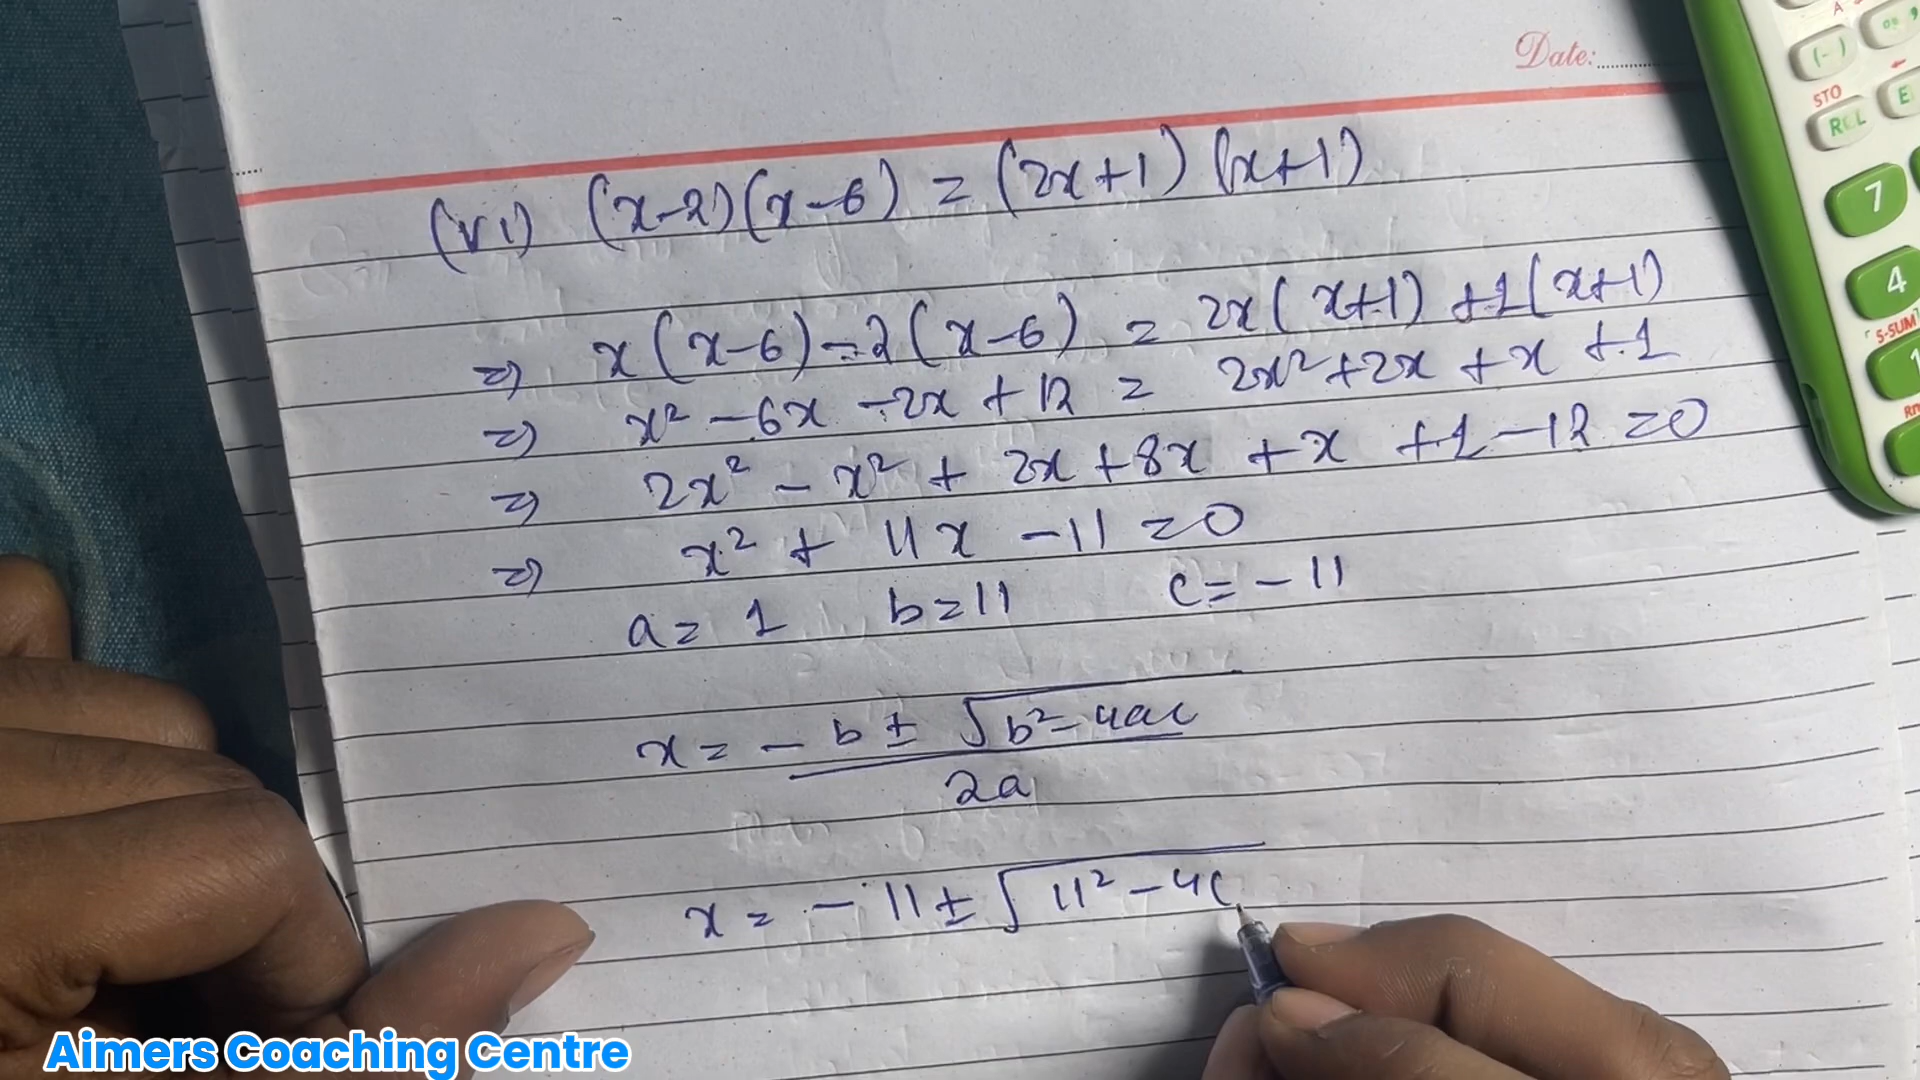 Date:
(vi) (x-2)(x-6) = (2x+1)(x+1)
⇒ x(x-6)-2(x-6) = 2x(x+1)+1(x+1)
⇒ x² - 6x - 2x + 12 = 2x² + 2x + x + 1
⇒ 2x² - x² + 2x + 8x + x + 1 - 12 = 0
⇒ x² + 11x - 11 = 0
a = 1 b = 11 c = -11
x = -b ± √b² - 4ac
2a
x = -11 ± √11² - 4(
A
(-)
STO
RCL
E
7
4
S-SUM
1
Aimers Coaching Centre